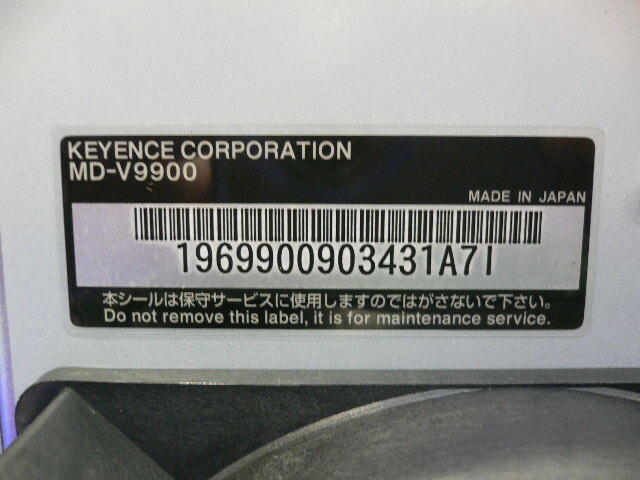 KEYENCE CORPORATION
MD-V9900
MADE IN JAPAN
1969900903431A7I
本シールは保守サービスに使用しますのではがさないで下さい。
Do not remove this label, it is for maintenance service.